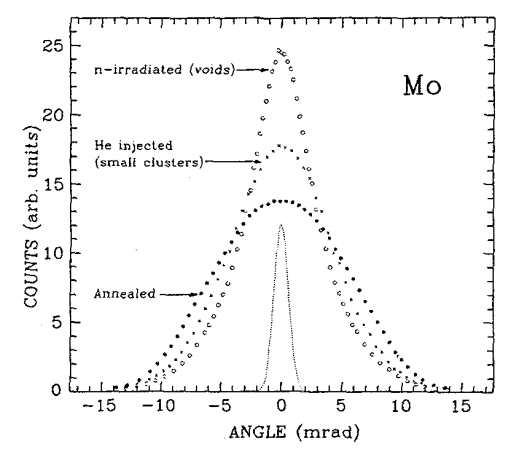 25
20
15
10
5
0
COUNTS (arb. units)
n-irradiated (voids)
Mo
He injected
(small clusters)
Annealed
−15
−10
−5
0
5
10
15
ANGLE (mrad)